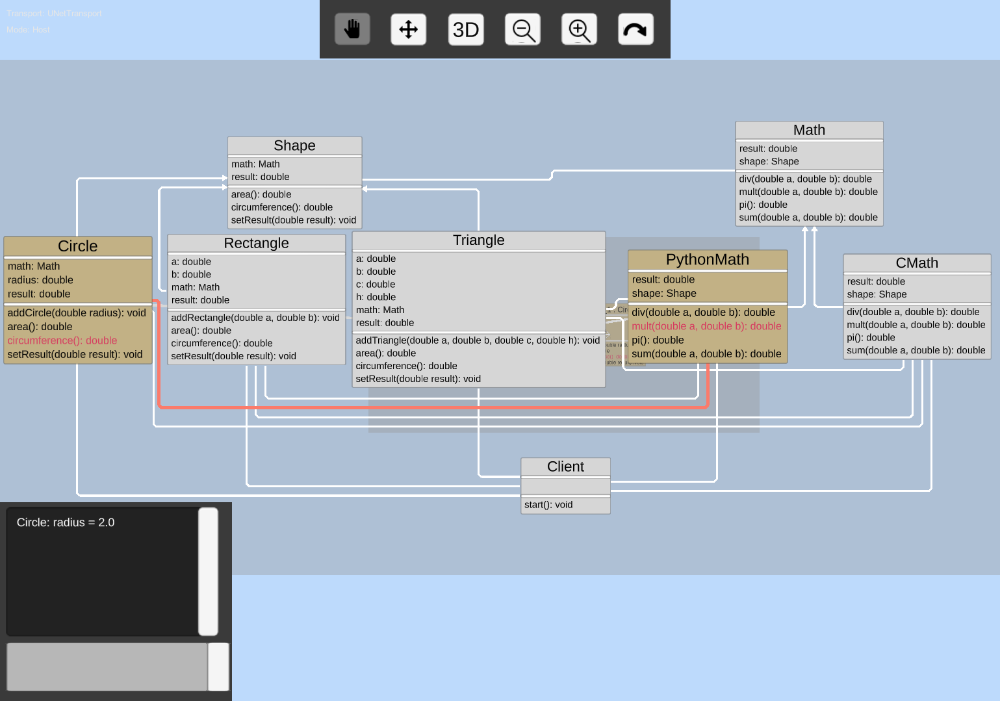 Transport: UNetTransport
Mode: Host
3D
Shape
math: Math
result: double
area(): double
circumference(): double
setResult(double result): void
Math
result: double
shape: Shape
div(double a, double b): double
mult(double a, double b): double
pi(): double
sum(double a, double b): double
Circle
math: Math
radius: double
result: double
addCircle(double radius): void
area(): double
circumference(): double
setResult(double result): void
Rectangle
a: double
b: double
math: Math
result: double
addRectangle(double a, double b): void
area(): double
circumference(): double
setResult(double result): void
Triangle
a: double
b: double
c: double
h: double
math: Math
result: double
addTriangle(double a, double b, double c, double h): void
area(): double
circumference(): double
setResult(double result): void
PythonMath
result: double
shape: Shape
div(double a, double b): double
mult(double a, double b): double
pi(): double
sum(double a, double b): double
CMath
result: double
shape: Shape
div(double a, double b): double
mult(double a, double b): double
pi(): double
sum(double a, double b): double
Client
start(): void
Circle: radius = 2.0